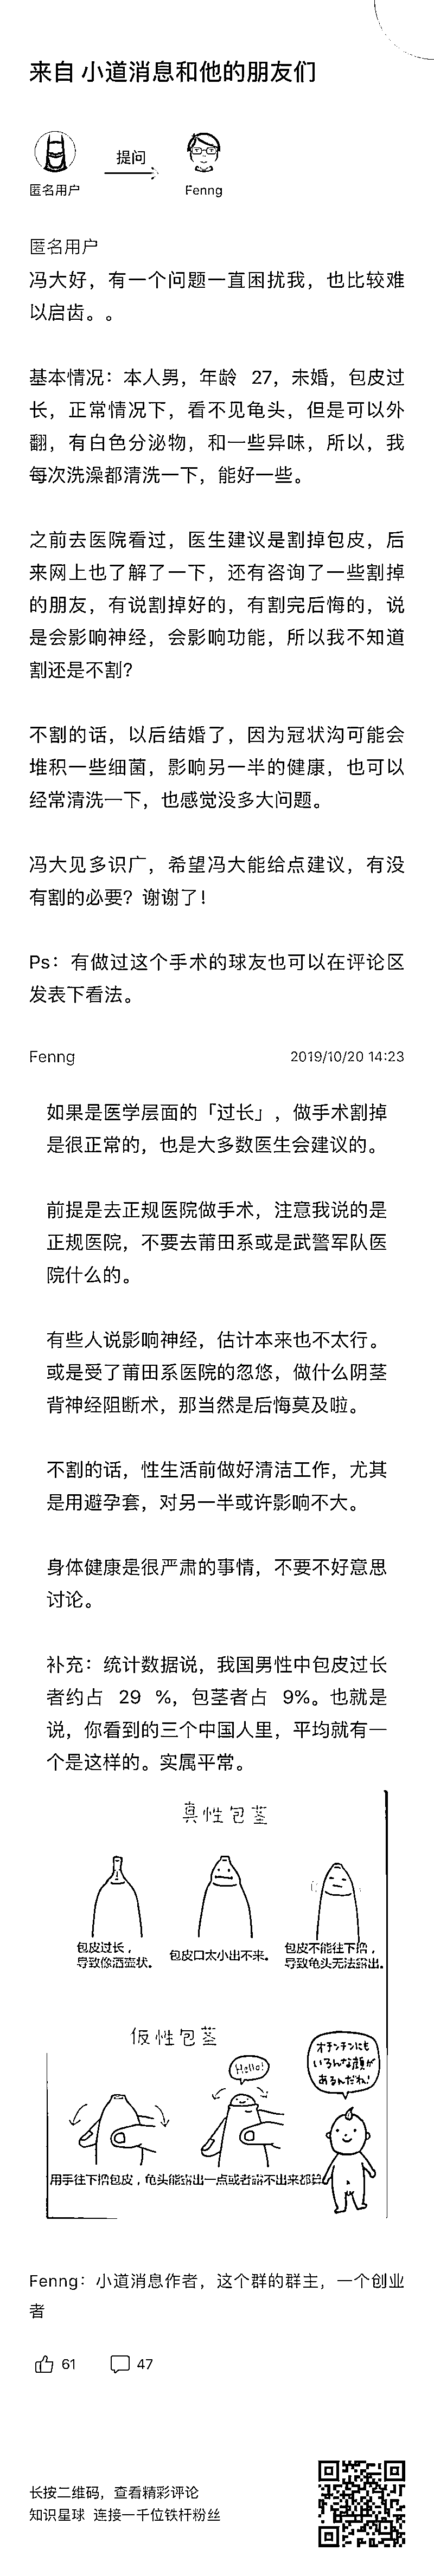 来自 小道消息和他的朋友们
提问
匿名用户
Fenng
匿名用户
冯大好，有一个问题一直困扰我，也比较难
以启齿。。
基本情况：本人男，年龄 27，未婚，包皮过
长，正常情况下，看不见龟头，但是可以外
翻，有白色分泌物，和一些异味，所以，我
每次洗澡都清洗一下，能好一些。
之前去医院看过，医生建议是割掉包皮，后
来网上也了解了一下，还有咨询了一些割掉
的朋友，有说割掉好的，有割完后悔的，说
是会影响神经，会影响功能，所以我不知道
割还是不割?
不割的话，以后结婚了，因为冠状沟可能会
堆积一些细菌，影响另一半的健康，也可以
经常清洗一下，也感觉没多大问题。
冯大见多识广，希望冯大能给点建议，有没
有割的必要? 谢谢了!
Ps：有做过这个手术的球友也可以在评论区
发表下看法。
Fenng 2019/10/20 14:23
如果是医学层面的「过长」，做手术割掉
是很正常的，也是大多数医生会建议的。
前提是去正规医院做手术，注意我说的是
正规医院，不要去莆田系或是武警军队医
院什么的。
有些人说影响神经，估计本来也不太行。
或是受了莆田系医院的忽悠，做什么阴茎
背神经阻断术，那当然是后悔莫及啦。
不割的话，性生活前做好清洁工作，尤其
是用避孕套，对另一半或许影响不大。
身体健康是很严肃的事情，不要不好意思
讨论。
补充：统计数据说，我国男性中包皮过长
者约占 29 %，包茎者占 9%。也就是
说，你看到的三个中国人里，平均就有一
个是这样的。实属平常。
真性包茎
包皮过长，
导致像酒壶状。
包皮口太小出不来。
包皮不能往下撸，
导致龟头无法露出。
仮性包茎
Hello!
オチンチンにも
いろんな顔が
あるんだね!
用手往下撸包皮，龟头能露出一点或者露不出来都算
Fenng：小道消息作者，这个群的群主，一个创业
者
61 47
长按二维码，查看精彩评论
知识星球 连接一千位铁杆粉丝